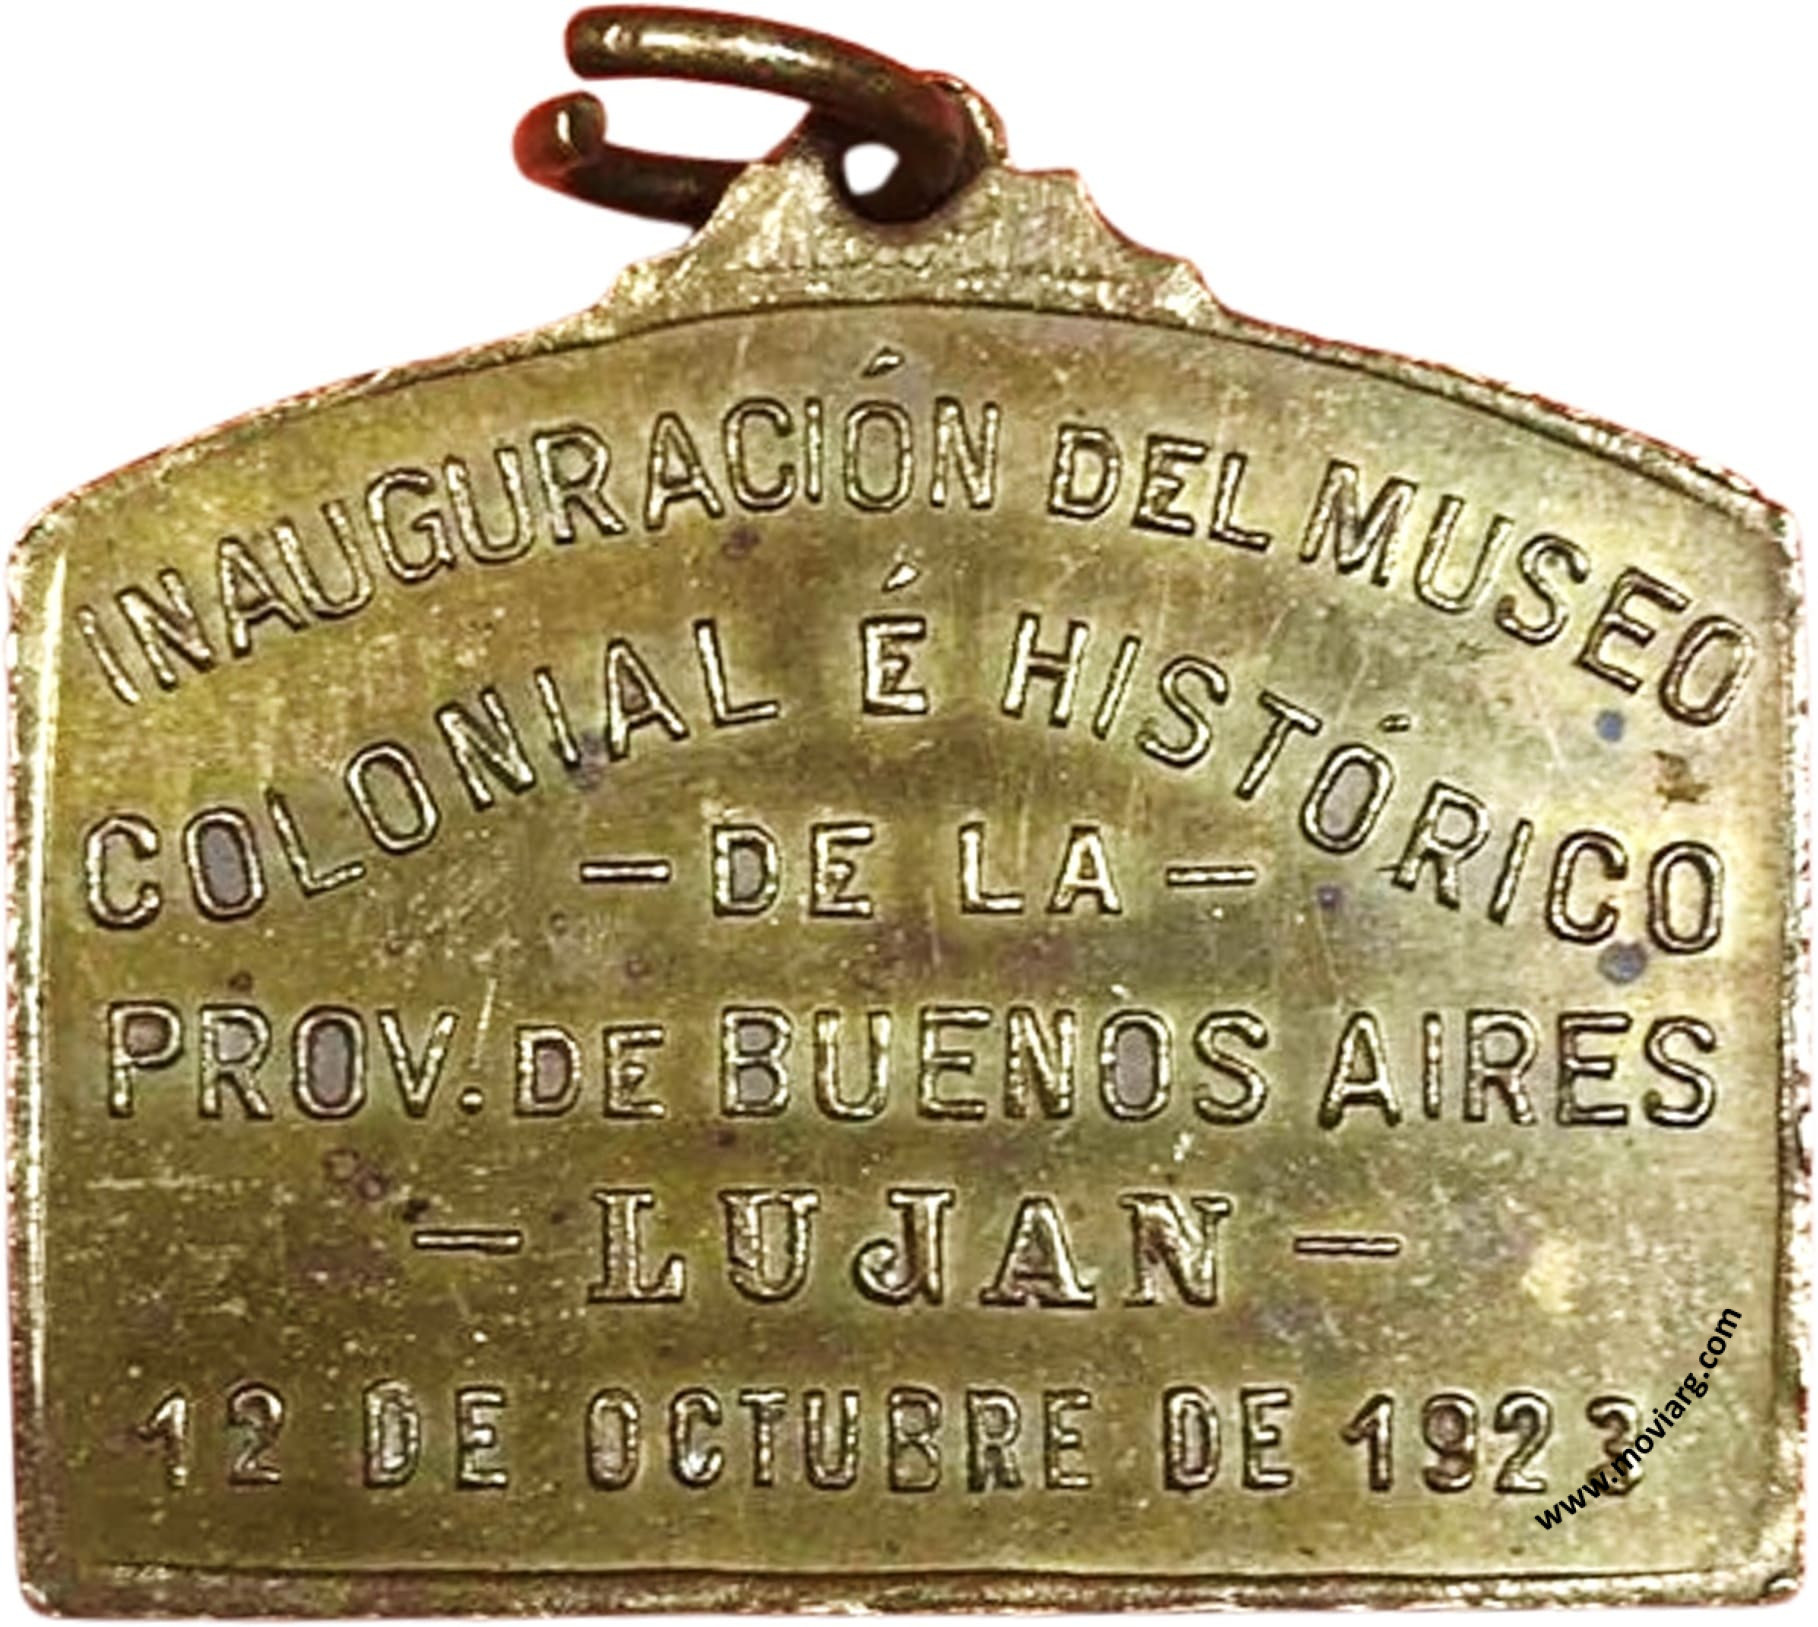 INAUGURACIÓN DEL MUSEO
COLONIAL É HISTÓRICO
— DE LA —
PROV. DE BUENOS AIRES
— LUJAN —
12 DE OCTUBRE DE 1923
www.moviarg.com